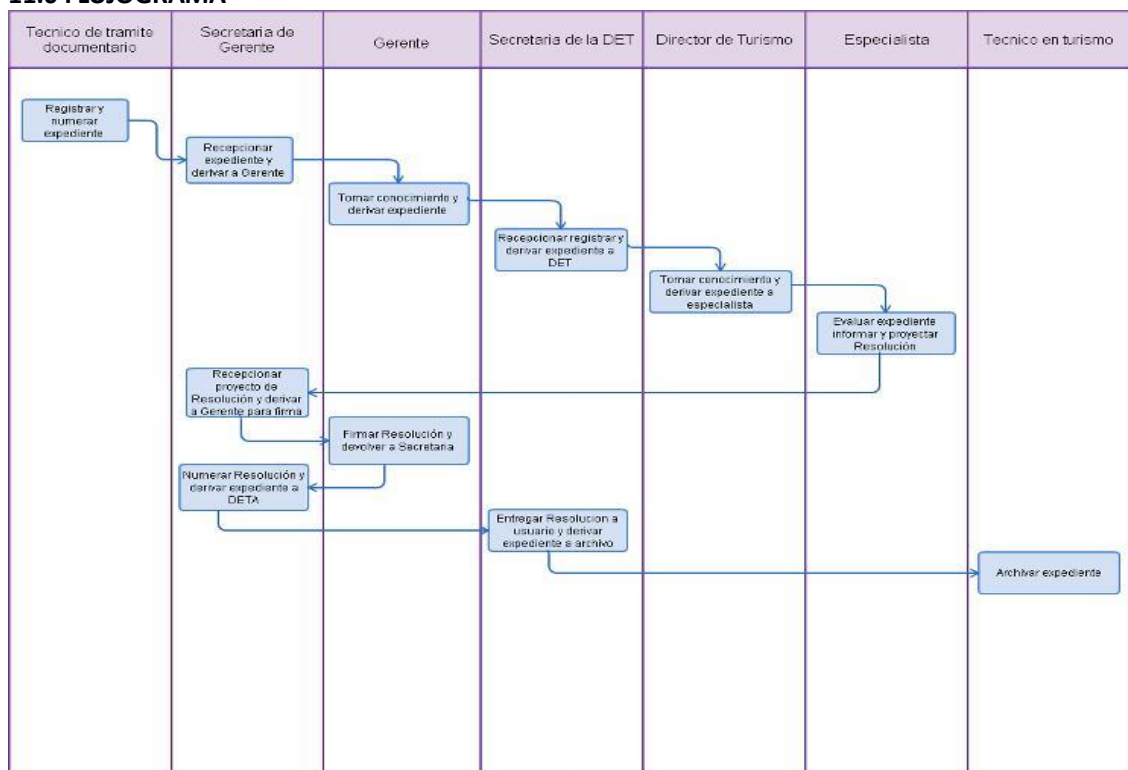 11.6 FLUJOGRAMA
Tecnico de tramite
documentario
Secretaria de
Gerente
Gerente
Secretaria de la DET
Director de Turismo
Especialista
Tecnico en turismo
Registrar y
numerar
expediente
Recepcionar
expediente y
derivar a Gerente
Tomar conocimiento y
derivar expediente
Recepcionar registrar y
derivar expediente a
DET
Tomar conocimiento y
derivar expediente a
especialista
Evaluar expediente
informar y proyectar
Resolución
Recepcionar
proyecto de
Resolución y derivar
a Gerente para firma
Firmar Resolución y
devolver a Secretaria
Numerar Resolución y
derivar expediente a
DETA
Entregar Resolucion a
usuario y derivar
expediente a archivo
Archivar expediente